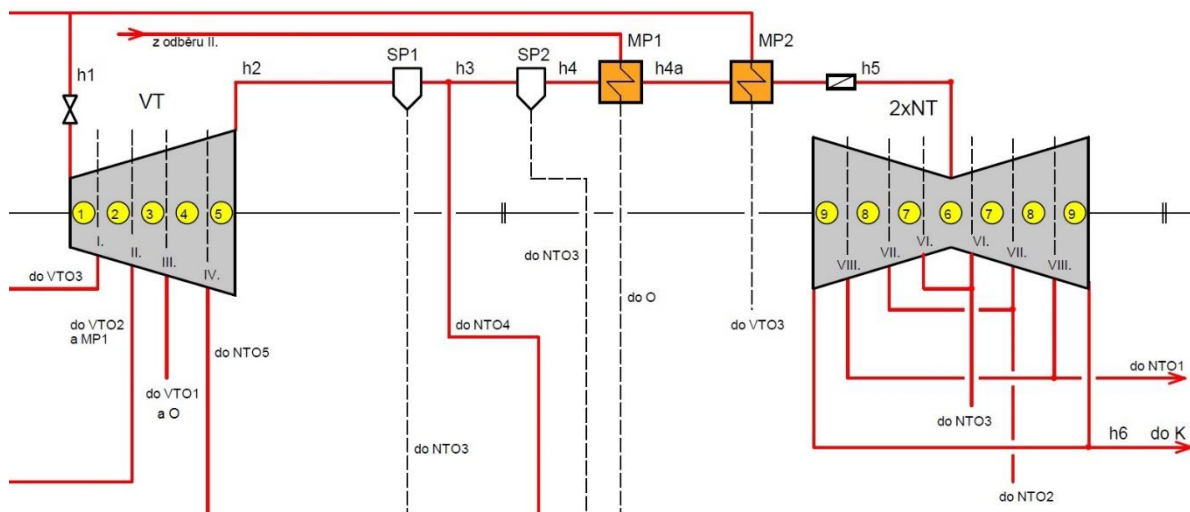 z odběru II.
MP1
MP2
h1
VT
h2
SP1
h3
SP2
h4
h4a
h5
2xNT
1
2
3
4
5
9
8
7
6
7
8
9
I.
II.
III.
IV.
VIII.
VII.
VI.
VI.
VII.
VIII.
do VTO3
do VTO2
a MP1
do VTO1
a O
do NTO5
do NTO4
do NTO3
do NTO3
do O
do VTO3
do NTO1
do NTO3
h6
do K
do NTO2